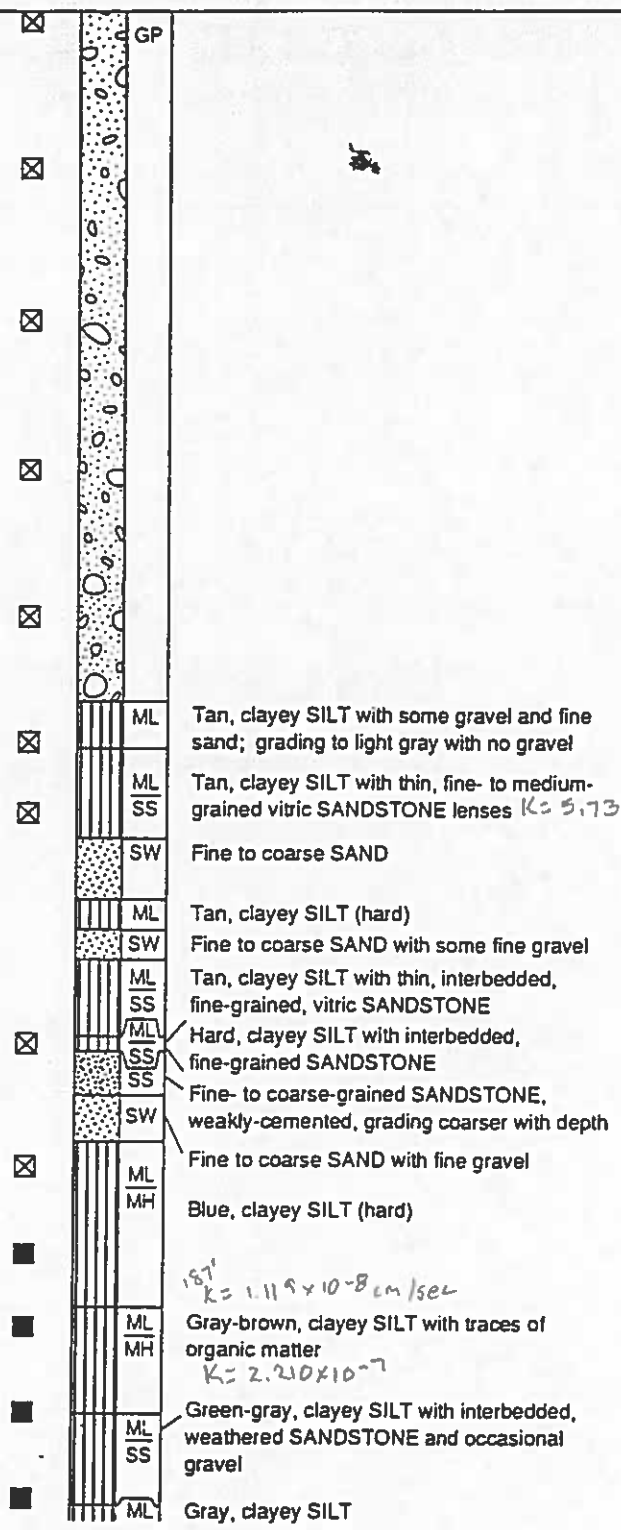 GP
ML
Tan, clayey SILT with some gravel and fine
sand; grading to light gray with no gravel
ML
SS
Tan, clayey SILT with thin, fine- to medium-
grained vitric SANDSTONE lenses K= 5.73
SW
Fine to coarse SAND
ML
Tan, clayey SILT (hard)
SW
Fine to coarse SAND with some fine gravel
ML
SS
Tan, clayey SILT with thin, interbedded,
fine-grained, vitric SANDSTONE
ML
SS
Hard, clayey SILT with interbedded,
fine-grained SANDSTONE
SS
Fine- to coarse-grained SANDSTONE,
weakly-cemented, grading coarser with depth
SW
Fine to coarse SAND with fine gravel
ML
MH
Blue, clayey SILT (hard)
187'
K= 1.119 x 10-8 cm/sec
ML
MH
Gray-brown, clayey SILT with traces of
organic matter
K= 2.210x10-7
ML
SS
Green-gray, clayey SILT with interbedded,
weathered SANDSTONE and occasional
gravel
ML
Gray, clayey SILT